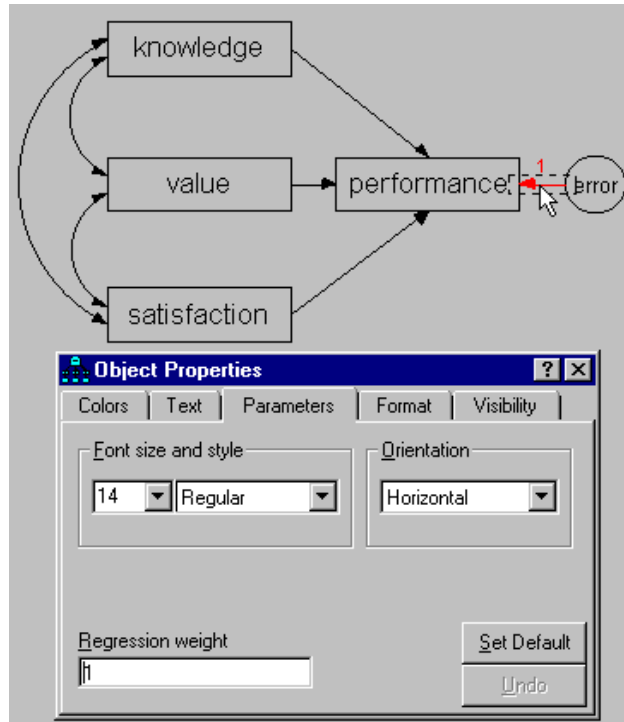 knowledge
value
performance
1
error
satisfaction
Object Properties
Colors Text Parameters Format Visibility
Font size and style Orientation
14 Regular Horizontal
Regression weight
1
Set Default
Undo